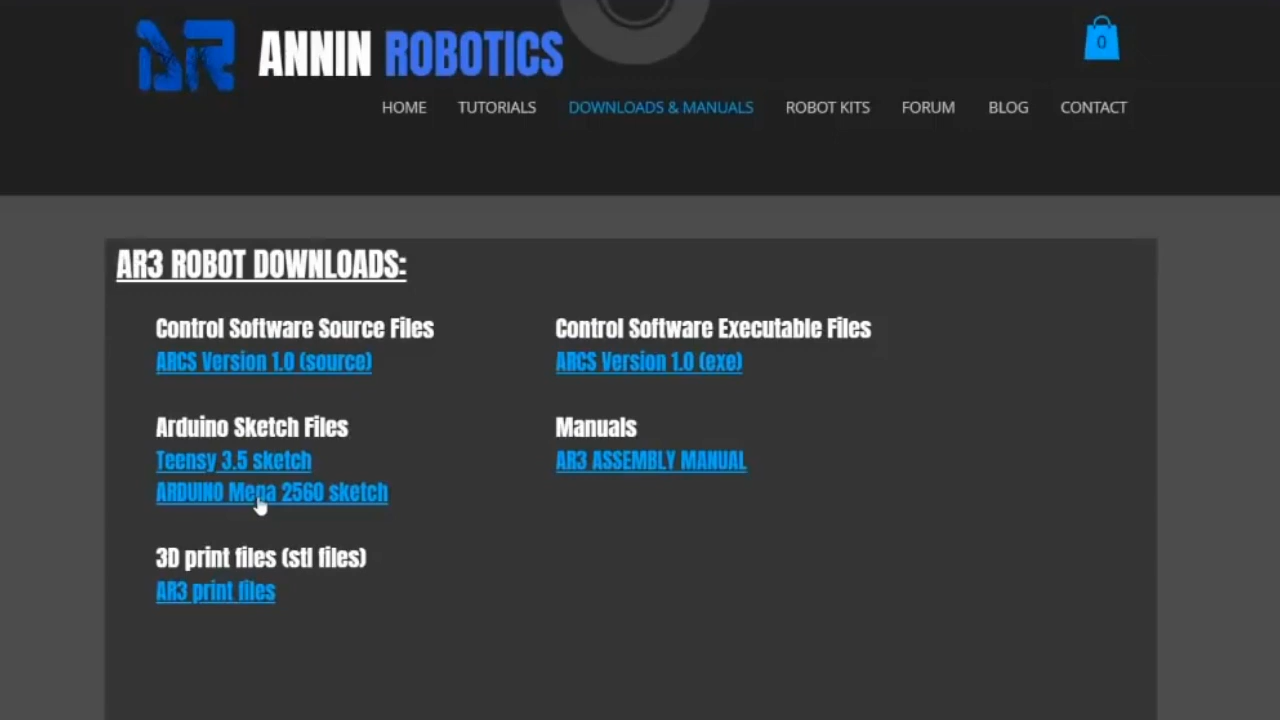 AR ANNIN ROBOTICS
0
HOME TUTORIALS DOWNLOADS & MANUALS ROBOT KITS FORUM BLOG CONTACT
AR3 ROBOT DOWNLOADS:
Control Software Source Files
ARCS Version 1.0 (source)
Control Software Executable Files
ARCS Version 1.0 (exe)
Arduino Sketch Files
Teensy 3.5 sketch
ARDUINO Mega 2560 sketch
Manuals
AR3 ASSEMBLY MANUAL
3D print files (stl files)
AR3 print files